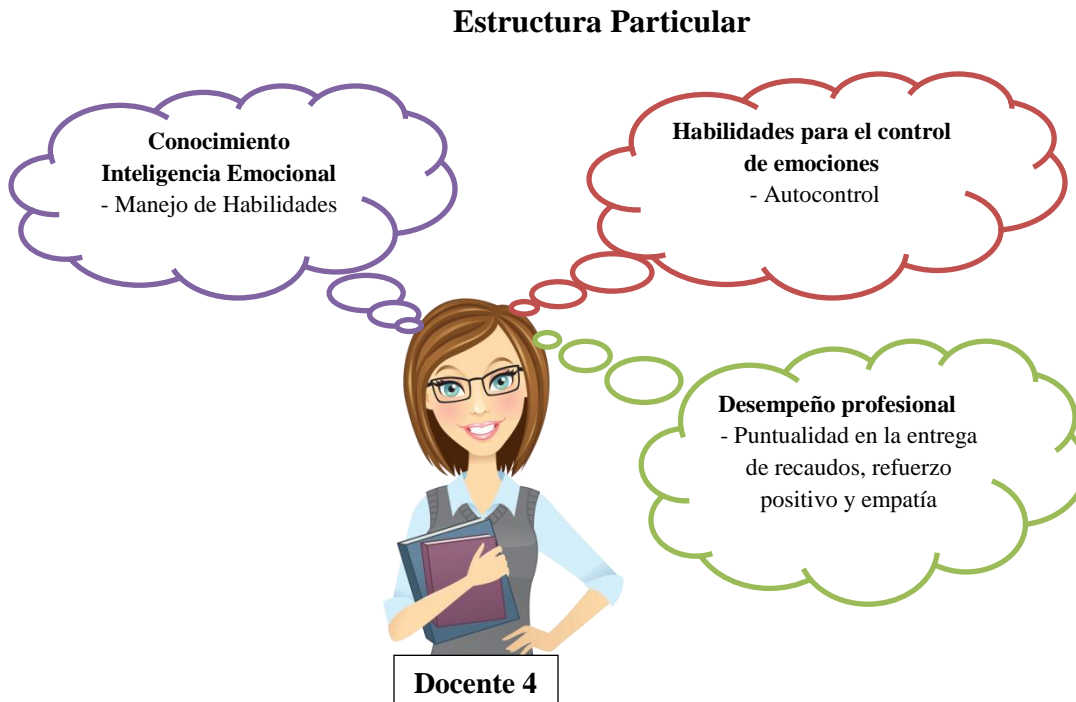 Estructura Particular
Conocimiento
Inteligencia Emocional
- Manejo de Habilidades
Habilidades para el control
de emociones
- Autocontrol
Desempeño profesional
- Puntualidad en la entrega
de recaudos, refuerzo
positivo y empatía
Docente 4